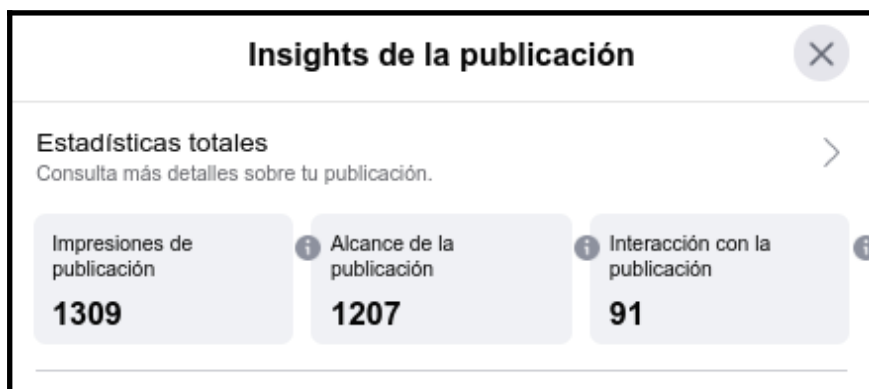 Insights de la publicación
Estadísticas totales
Consulta más detalles sobre tu publicación.
Impresiones de
publicación
1309
Alcance de la
publicación
1207
Interacción con la
publicación
91